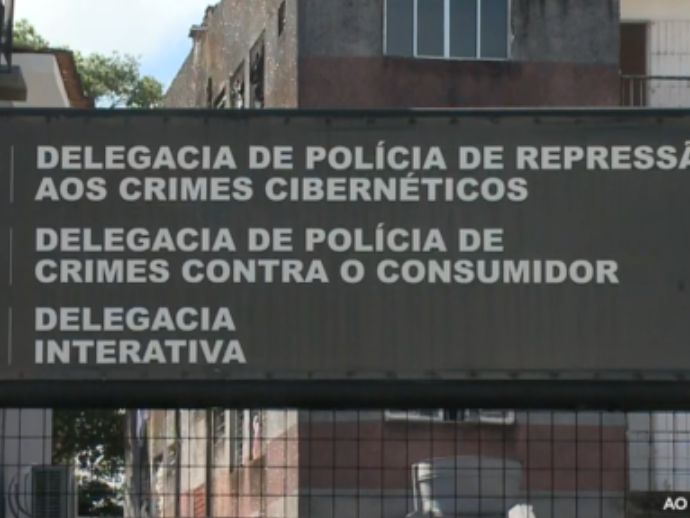 DELEGACIA DE POLÍCIA DE REPRESSÃ
AOS CRIMES CIBERNÉTICOS
DELEGACIA DE POLÍCIA DE
CRIMES CONTRA O CONSUMIDOR
DELEGACIA
INTERATIVA
AO